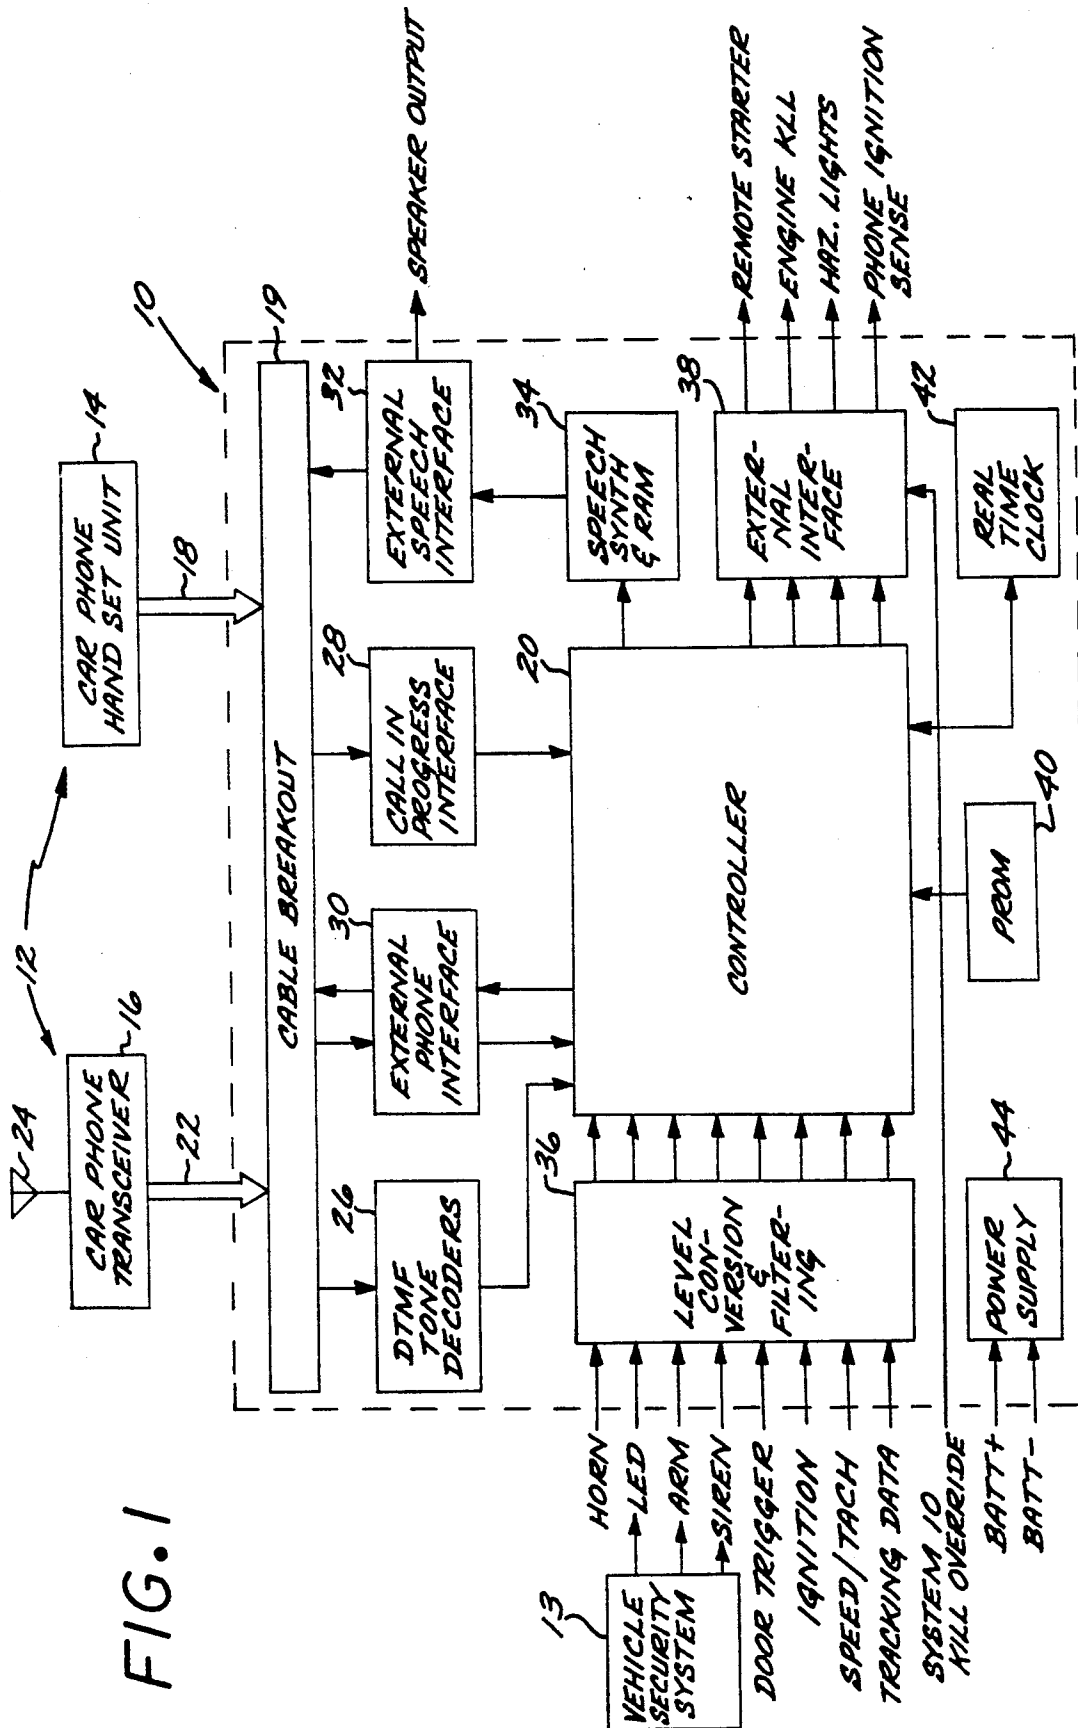 FIG. 1
24
12
CAR PHONE
TRANSCEIVER
16
22
CAR PHONE
HAND SET UNIT
14
18
10
CABLE BREAKOUT
19
DTMF
TONE
DECODERS
26
EXTERNAL
PHONE
INTERFACE
30
CALL IN
PROGRESS
INTERFACE
28
EXTERNAL
SPEECH
INTERFACE
32
SPEAKER OUTPUT
VEHICLE
SECURITY
SYSTEM
13
HORN
LED
ARM
SIREN
DOOR TRIGGER
IGNITION
SPEED/TACH
TRACKING DATA
SYSTEM 10
KILL OVERRIDE
BATT+
BATT-
LEVEL
CON-
VERSION
&
FILTER-
ING
36
CONTROLLER
20
SPEECH
SYNTH
& RAM
34
EXTER-
NAL
INTER-
FACE
38
REMOTE STARTER
ENGINE KLL
HAZ. LIGHTS
PHONE IGNITION
SENSE
POWER
SUPPLY
44
PROM
40
REAL
TIME
CLOCK
42